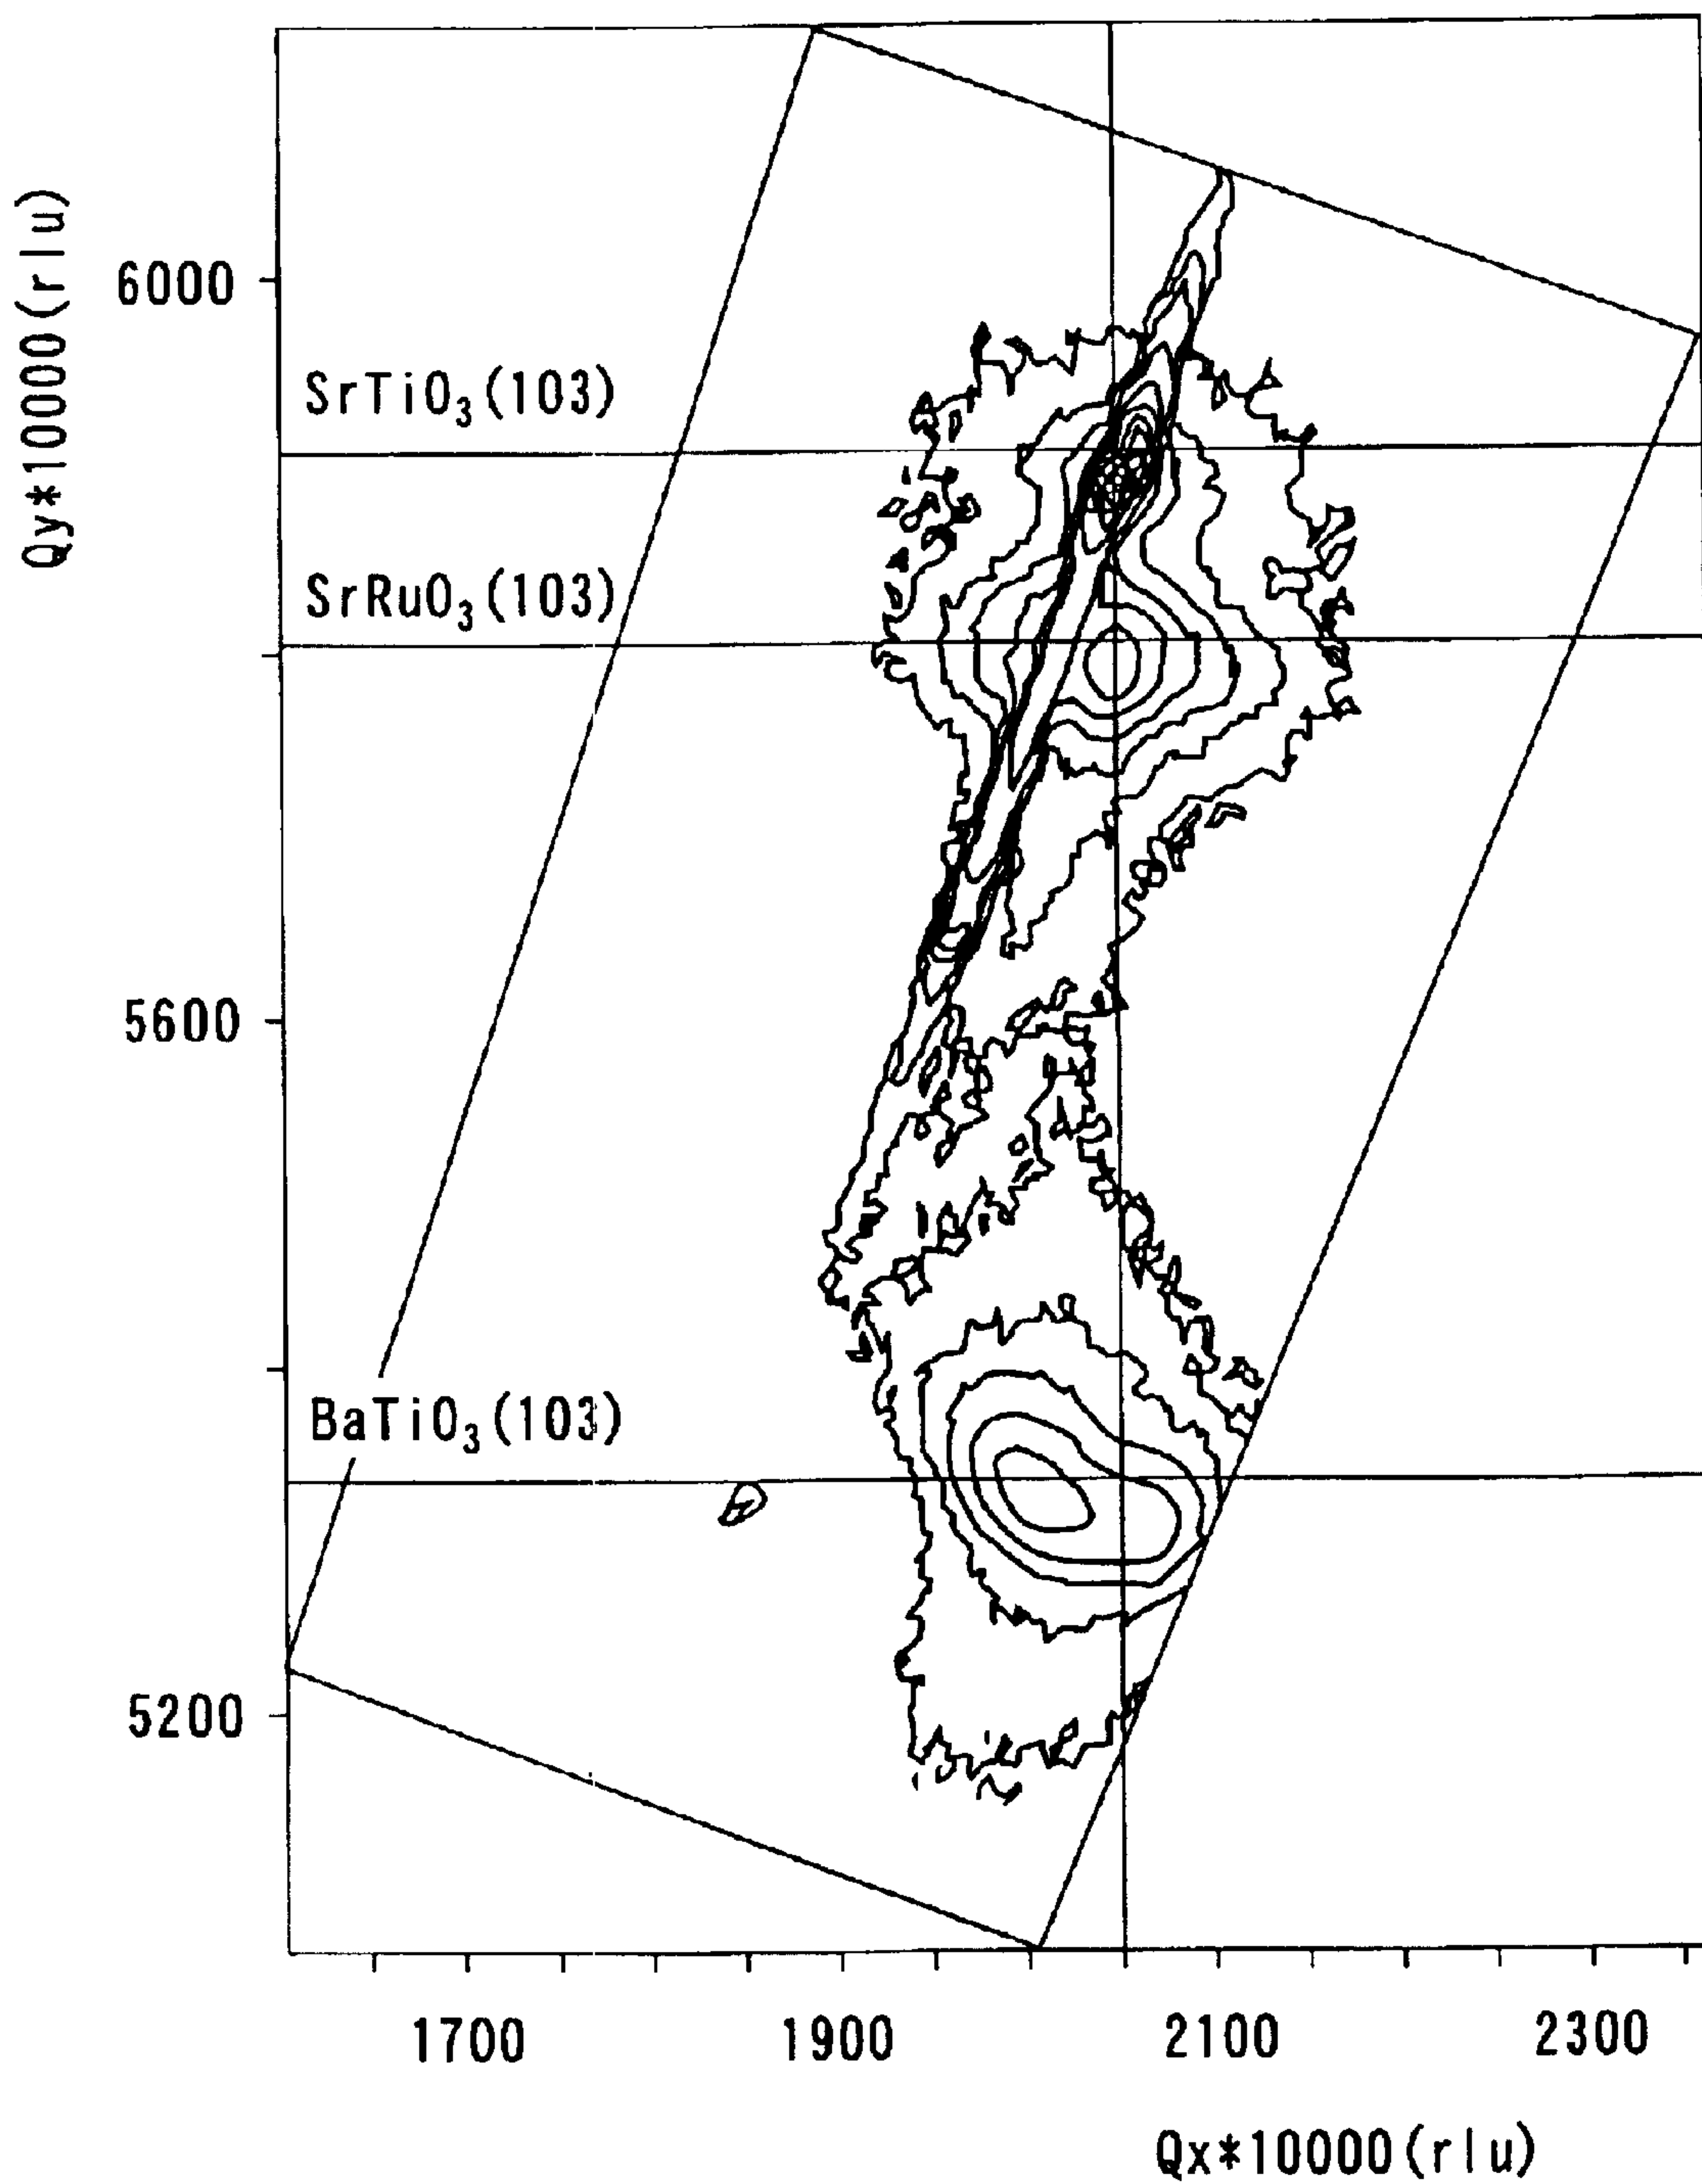 Qy*10000(rlu)
6000
SrTiO₃(103)
SrRuO₃(103)
5600
BaTiO₃(103)
5200
1700 1900 2100 2300
Qx*10000(rlu)